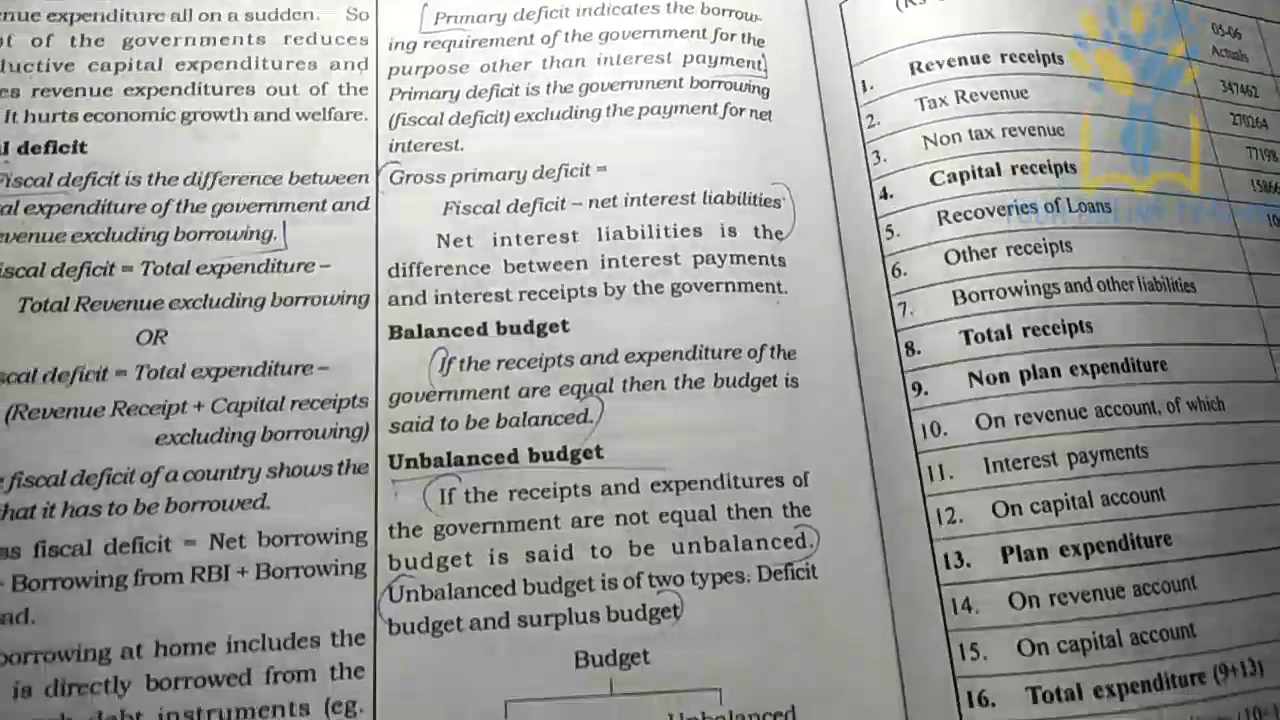 nue expenditure all on a sudden. So
of the governments reduces
ductive capital expenditures and
es revenue expenditures out of the
It hurts economic growth and welfare.
l deficit
Fiscal deficit is the difference between
al expenditure of the government and
evenue excluding borrowing.
iscal deficit = Total expenditure –
Total Revenue excluding borrowing
OR
scal deficit = Total expenditure –
(Revenue Receipt + Capital receipts
excluding borrowing)
fiscal deficit of a country shows the
that it has to be borrowed.
ss fiscal deficit = Net borrowing
- Borrowing from RBI + Borrowing
ad.
borrowing at home includes the
is directly borrowed from the
debt instruments (eg.
Primary deficit indicates the borrow-
ing requirement of the government for the
purpose other than interest payment
Primary deficit is the government borrowing
(fiscal deficit) excluding the payment for net
interest.
Gross primary deficit =
Fiscal deficit – net interest liabilities
Net interest liabilities is the
difference between interest payments
and interest receipts by the government.
Balanced budget
If the receipts and expenditure of the
government are equal then the budget is
said to be balanced.
Unbalanced budget
If the receipts and expenditures of
the government are not equal then the
budget is said to be unbalanced.
Unbalanced budget is of two types. Deficit
budget and surplus budget
Budget
Unbalanced
05-06
Actuals
1. Revenue receipts 347462
2. Tax Revenue 270264
3. Non tax revenue 77198
4. Capital receipts 15866
5. Recoveries of Loans 10
6. Other receipts
7. Borrowings and other liabilities
8. Total receipts
9. Non plan expenditure
10. On revenue account, of which
11. Interest payments
12. On capital account
13. Plan expenditure
14. On revenue account
15. On capital account
16. Total expenditure (9+13)